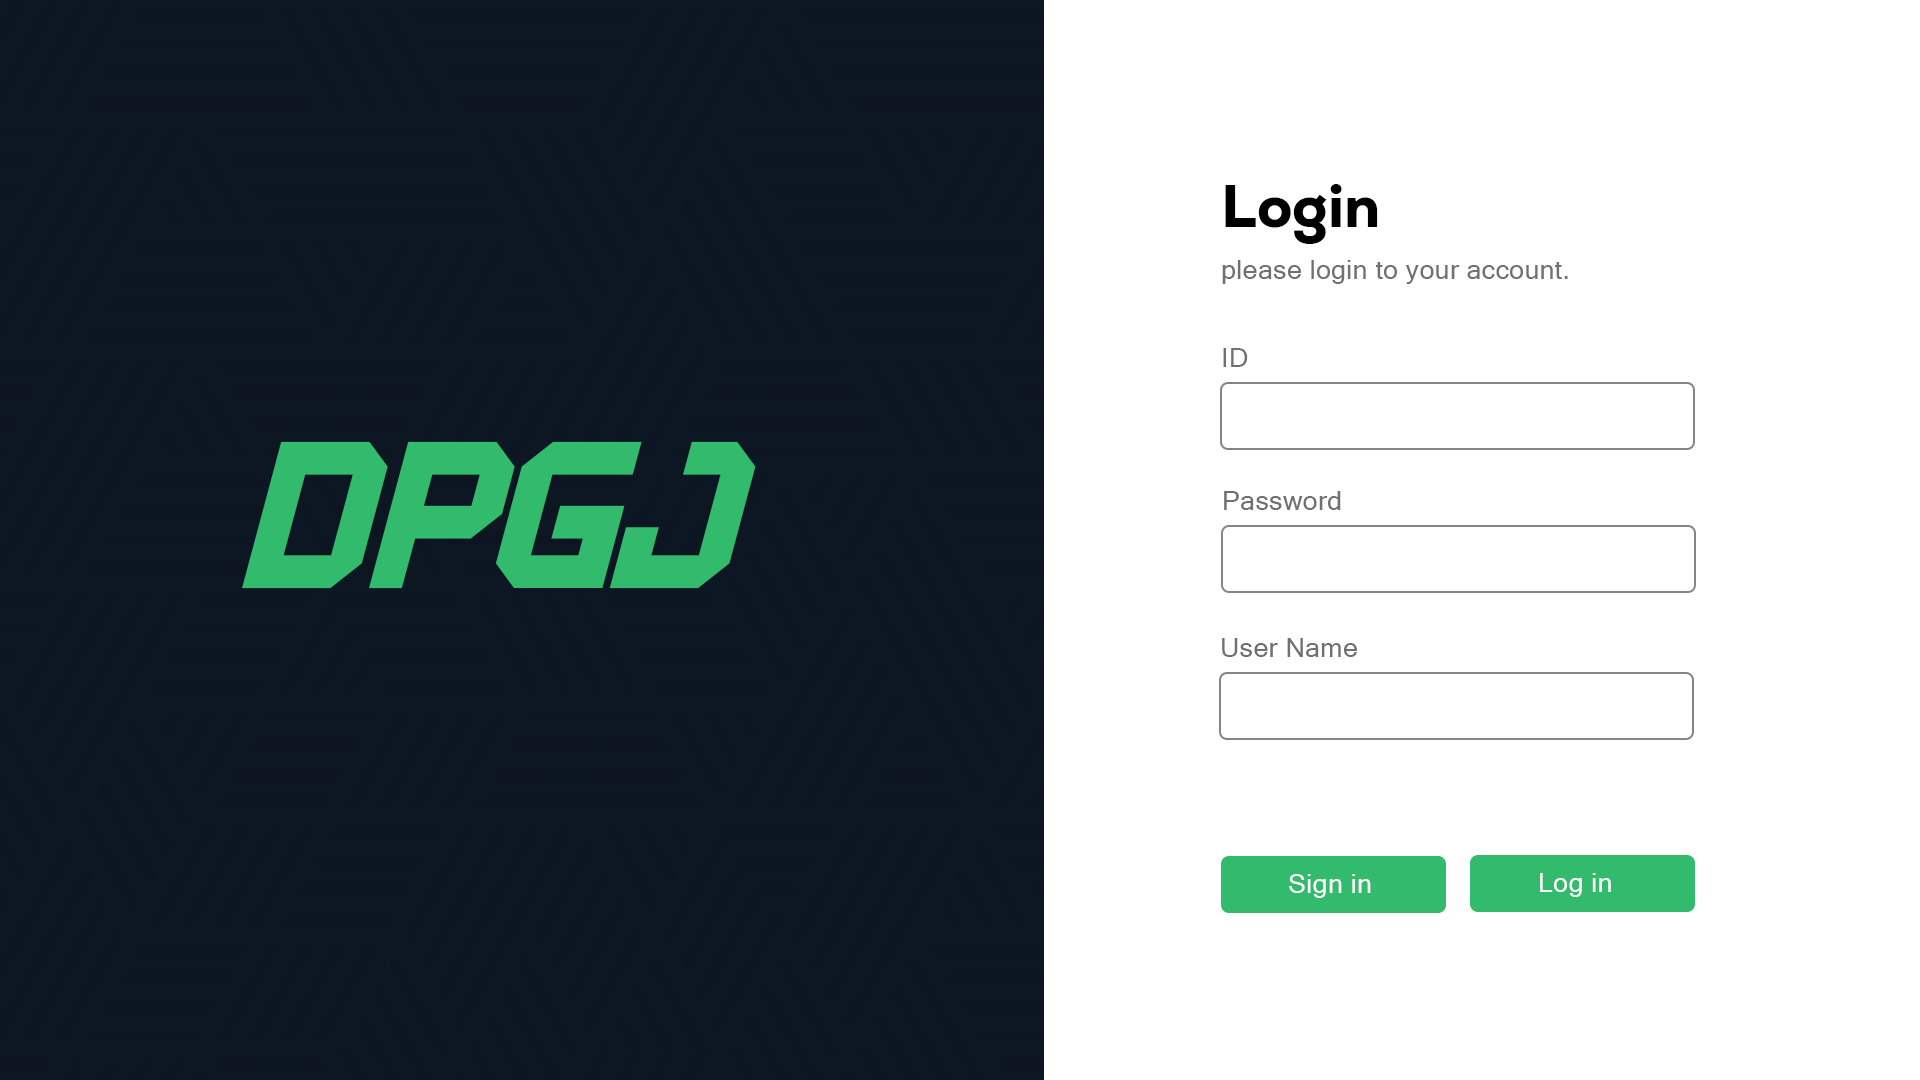 DPGJ
Login
please login to your account.
ID
Password
User Name
Sign in
Log in